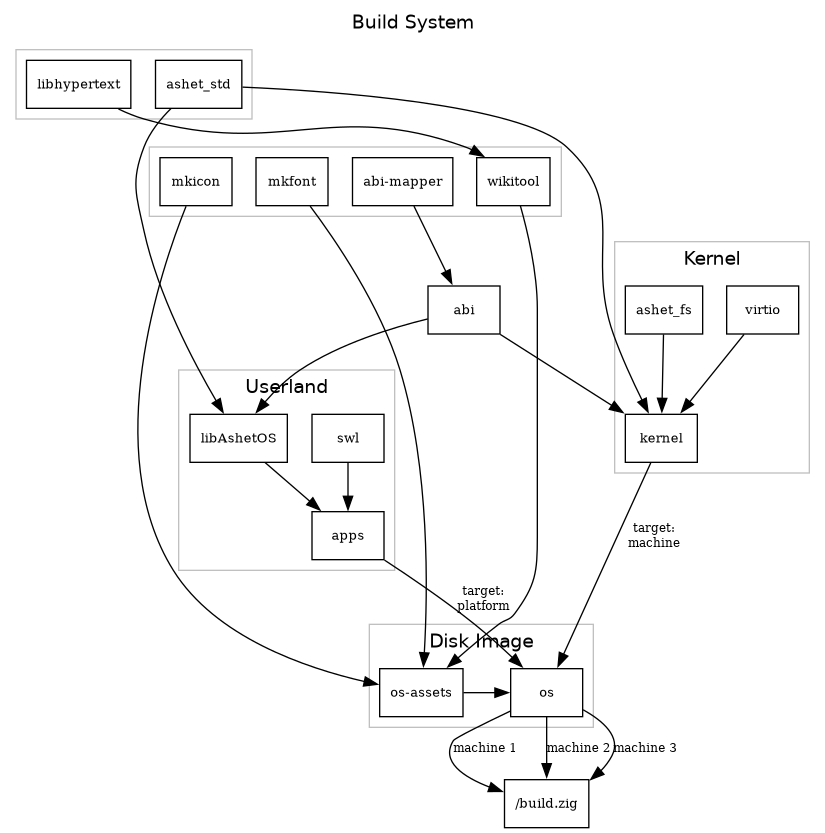 Build System
libhypertext
ashet_std
mkicon
mkfont
abi-mapper
wikitool
Kernel
ashet_fs
virtio
abi
Userland
libAshetOS
swl
kernel
apps
target:
machine
target:
platform
Disk Image
os-assets
os
machine 1
machine 2
machine 3
/build.zig